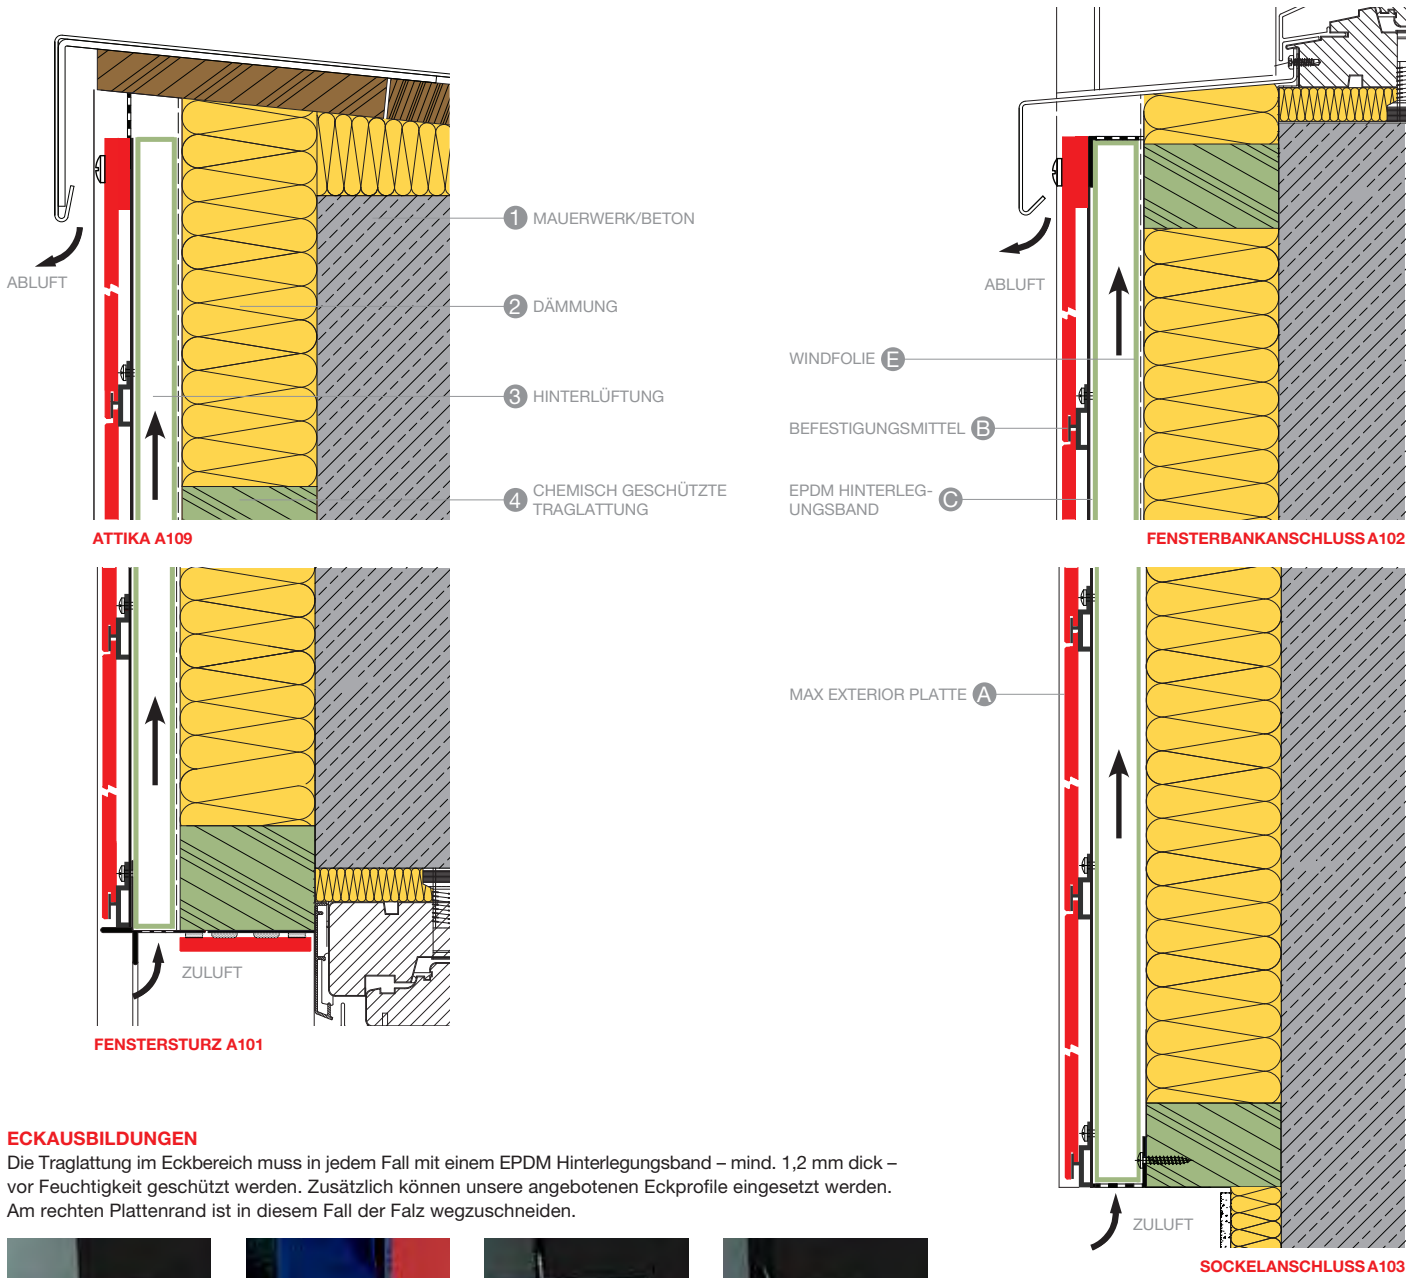 1 MAUERWERK/BETON
ABLUFT
2 DÄMMUNG
3 HINTERLÜFTUNG
4 CHEMISCH GESCHÜTZTE
TRAGLATTUNG
ATTIKA A109
ABLUFT
WINDFOLIE E
BEFESTIGUNGSMITTEL B
EPDM HINTERLEG-
UNGSBAND C
FENSTERBANKANSCHLUSS A102
MAX EXTERIOR PLATTE A
ZULUFT
FENSTERSTURZ A101
ZULUFT
SOCKELANSCHLUSS A103
ECKAUSBILDUNGEN
Die Traglattung im Eckbereich muss in jedem Fall mit einem EPDM Hinterlegungsband – mind. 1,2 mm dick –
vor Feuchtigkeit geschützt werden. Zusätzlich können unsere angebotenen Eckprofile eingesetzt werden.
Am rechten Plattenrand ist in diesem Fall der Falz wegzuschneiden.